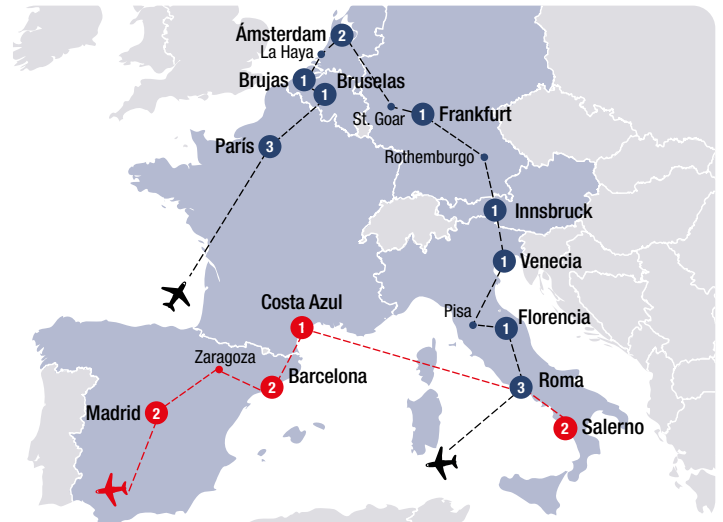 Ámsterdam
2
La Haya
Brujas
1
Bruselas
1
St. Goar
1
Frankfurt
París
3
Rothemburgo
1
Innsbruck
1
Venecia
Costa Azul
1
Pisa
Florencia
1
Zaragoza
2
Barcelona
3
Roma
Madrid
2
2
Salerno